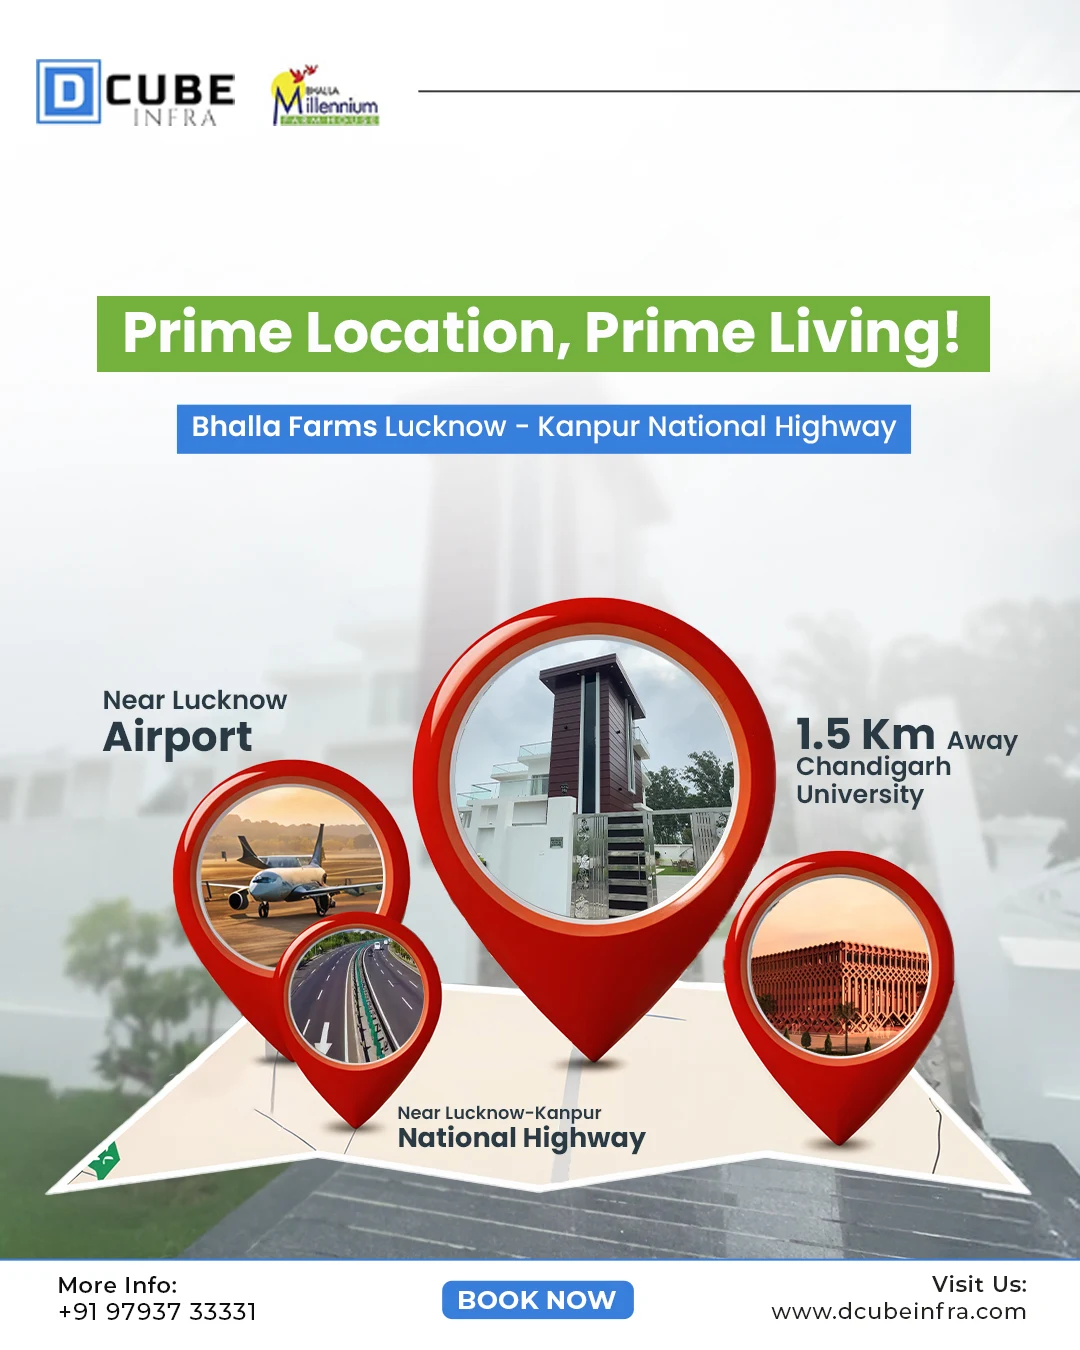 D CUBE
INFRA
BHALLA
Millennium
FARM HOUSE
Prime Location, Prime Living!
Bhalla Farms Lucknow - Kanpur National Highway
Near Lucknow
Airport
1.5 Km Away
Chandigarh
University
Near Lucknow-Kanpur
National Highway
More Info:
+91 97937 33331
BOOK NOW
Visit Us:
www.dcubeinfra.com